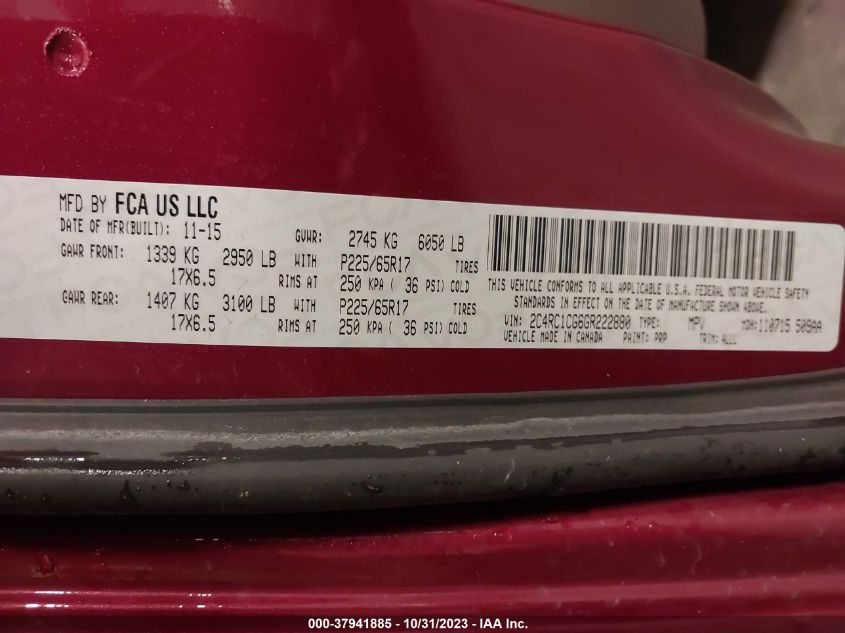 MFD BY FCA US LLC
DATE OF MFR(BUILT): 11-15 GVWR: 2745 KG 6050 LB
GAWR FRONT: 1339 KG 2950 LB WITH P225/65R17 TIRES
17X6.5 RIMS AT 250 KPA ( 36 PSI) COLD
GAWR REAR: 1407 KG 3100 LB WITH P225/65R17 TIRES
17X6.5 RIMS AT 250 KPA ( 36 PSI) COLD
THIS VEHICLE CONFORMS TO ALL APPLICABLE U.S.A. FEDERAL MOTOR VEHICLE SAFETY
STANDARDS IN EFFECT ON THE DATE OF MANUFACTURE SHOWN ABOVE.
VIN: 2C4RC1CG6GR222880 TYPE: MPV MDH:110715 509AA
VEHICLE MADE IN CANADA PAINT: PRP TRIM: ALLL
000-37941885 - 10/31/2023 - IAA Inc.